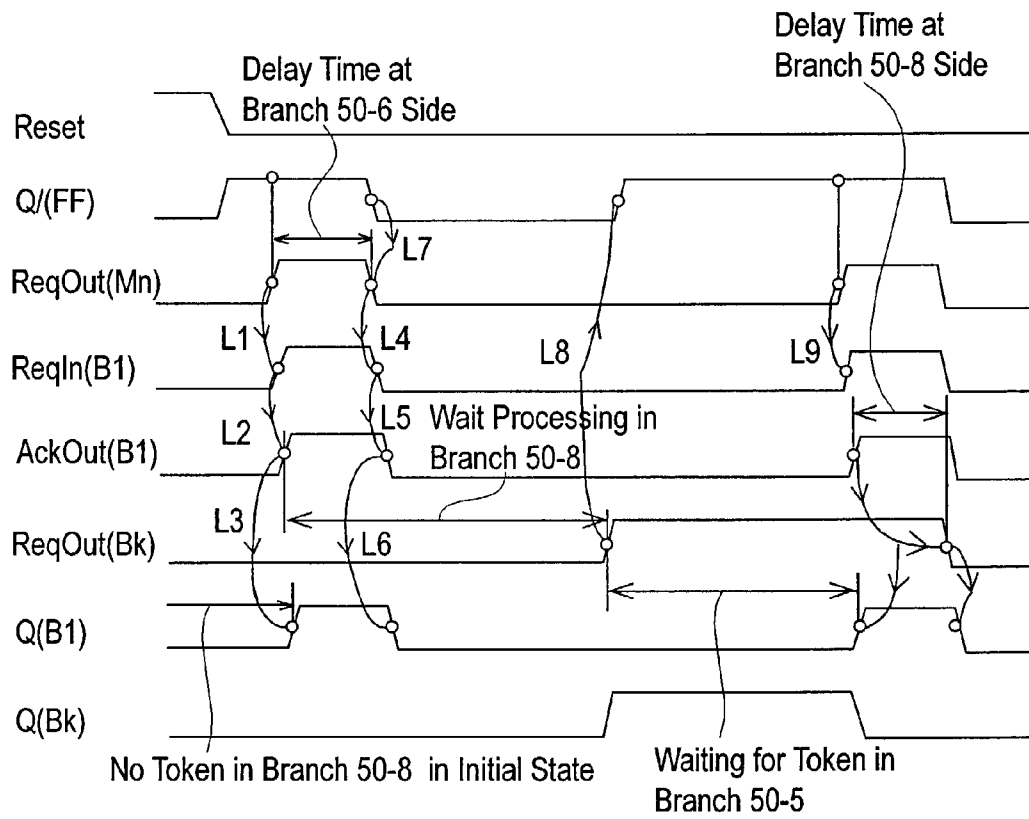 Delay Time at
Branch 50-8 Side
Delay Time at
Branch 50-6 Side
Reset
Q/(FF)
L7
ReqOut(Mn)
L1
L4
L8
L9
ReqIn(B1)
L2
L5
Wait Processing in
Branch 50-8
AckOut(B1)
L3
L6
ReqOut(Bk)
Q(B1)
Q(Bk)
No Token in Branch 50-8 in Initial State
Waiting for Token in
Branch 50-5